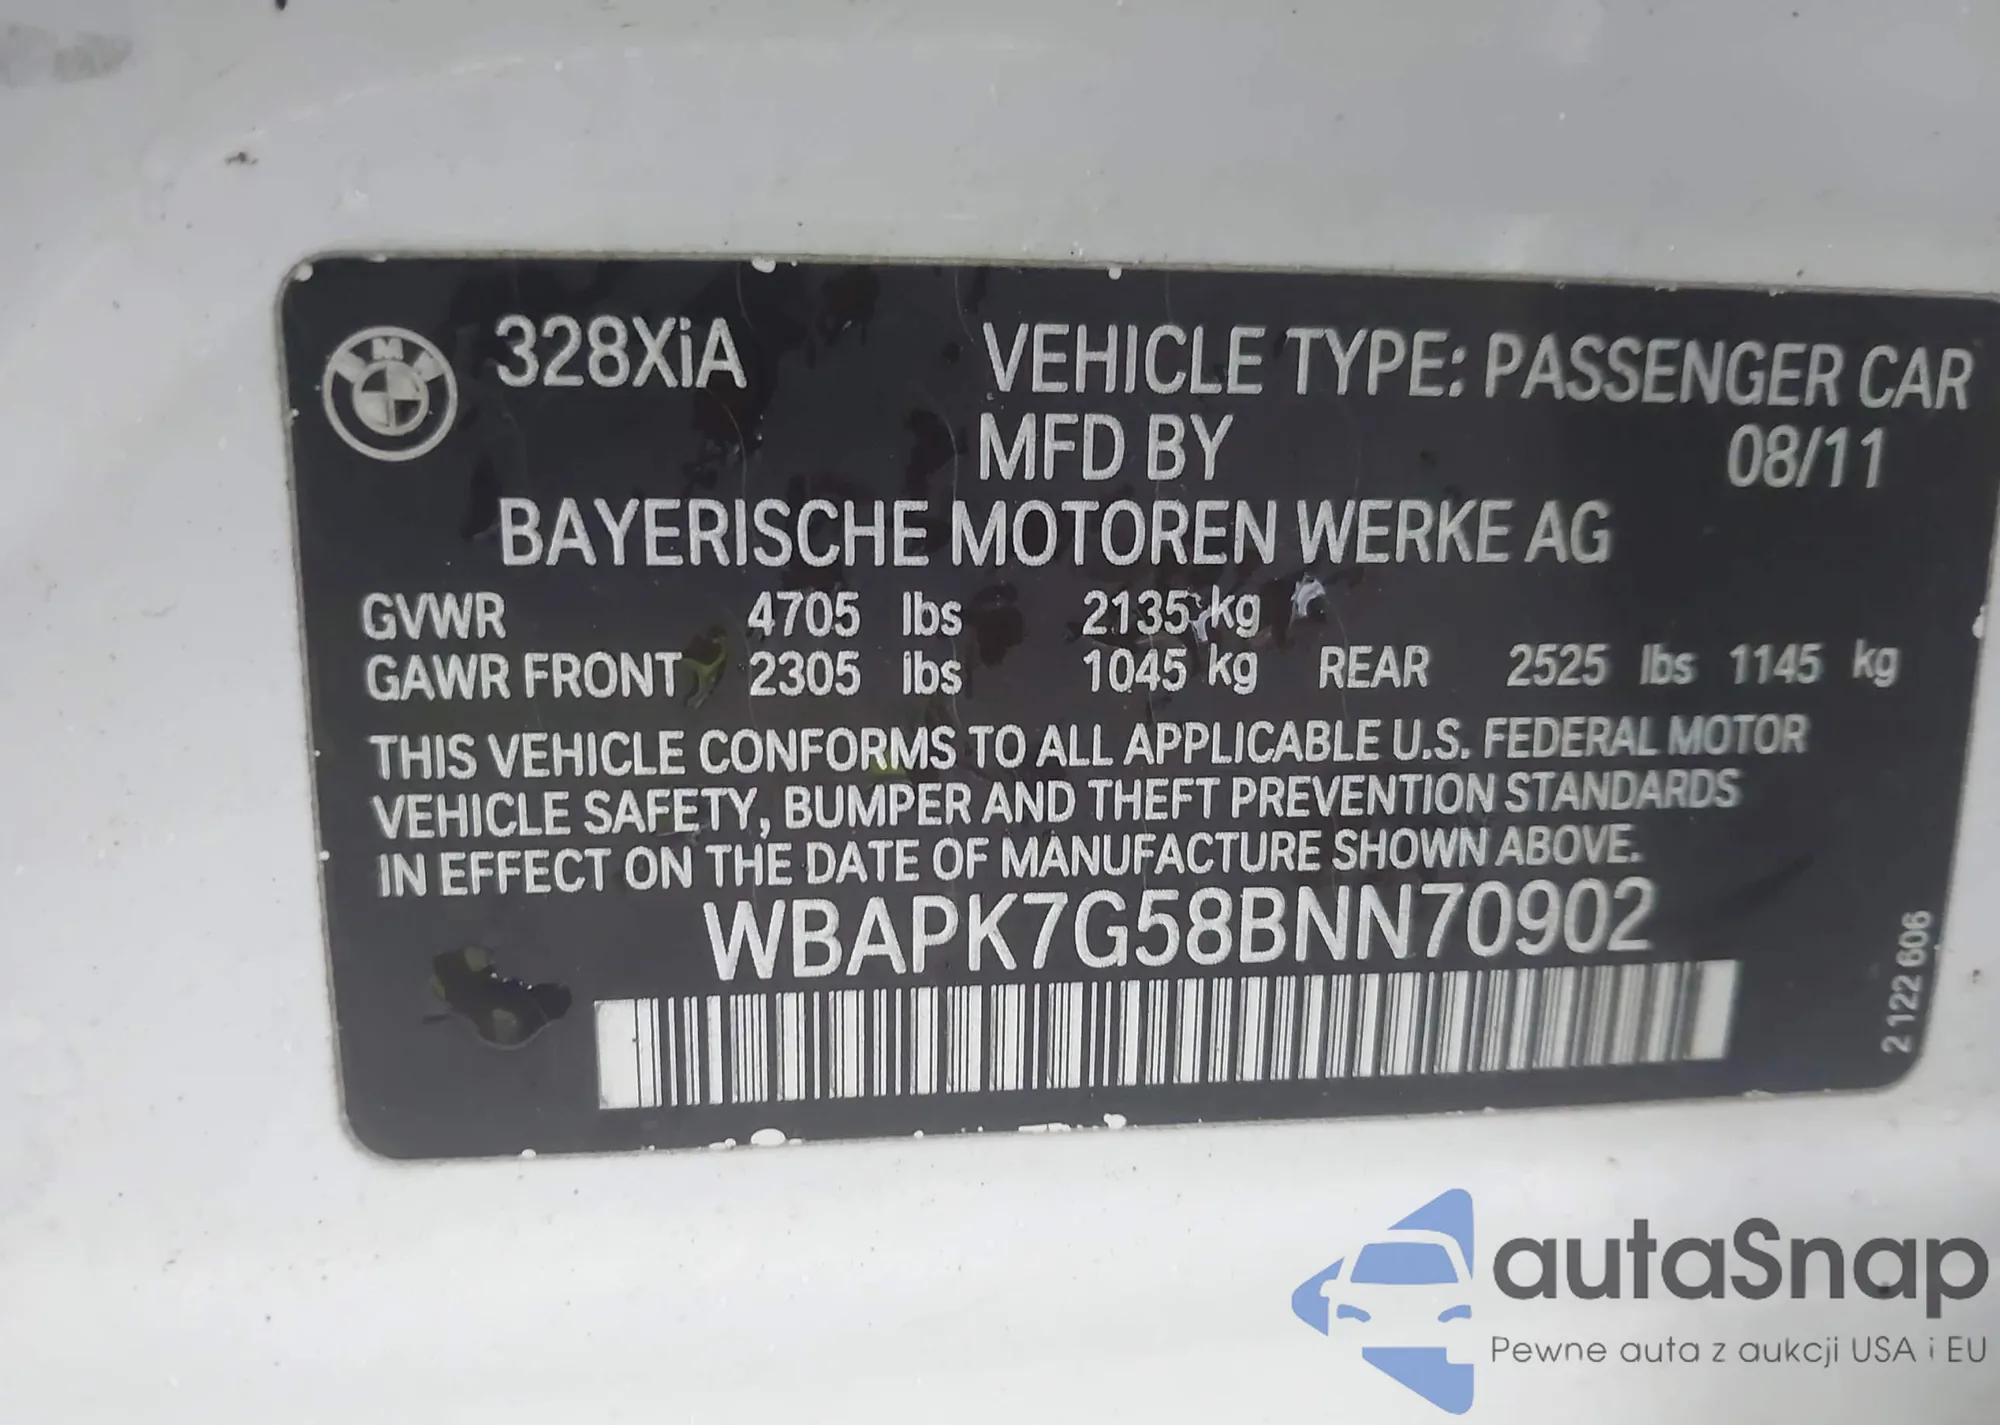 BMW 328XiA VEHICLE TYPE: PASSENGER CAR
MFD BY 08/11
BAYERISCHE MOTOREN WERKE AG
GVWR 4705 lbs 2135 kg
GAWR FRONT 2305 lbs 1045 kg REAR 2525 lbs 1145 kg
THIS VEHICLE CONFORMS TO ALL APPLICABLE U.S. FEDERAL MOTOR
VEHICLE SAFETY, BUMPER AND THEFT PREVENTION STANDARDS
IN EFFECT ON THE DATE OF MANUFACTURE SHOWN ABOVE.
WBAPK7G58BNN70902
2 122 606
autaSnap
Pewne auta z aukcji USA i EU